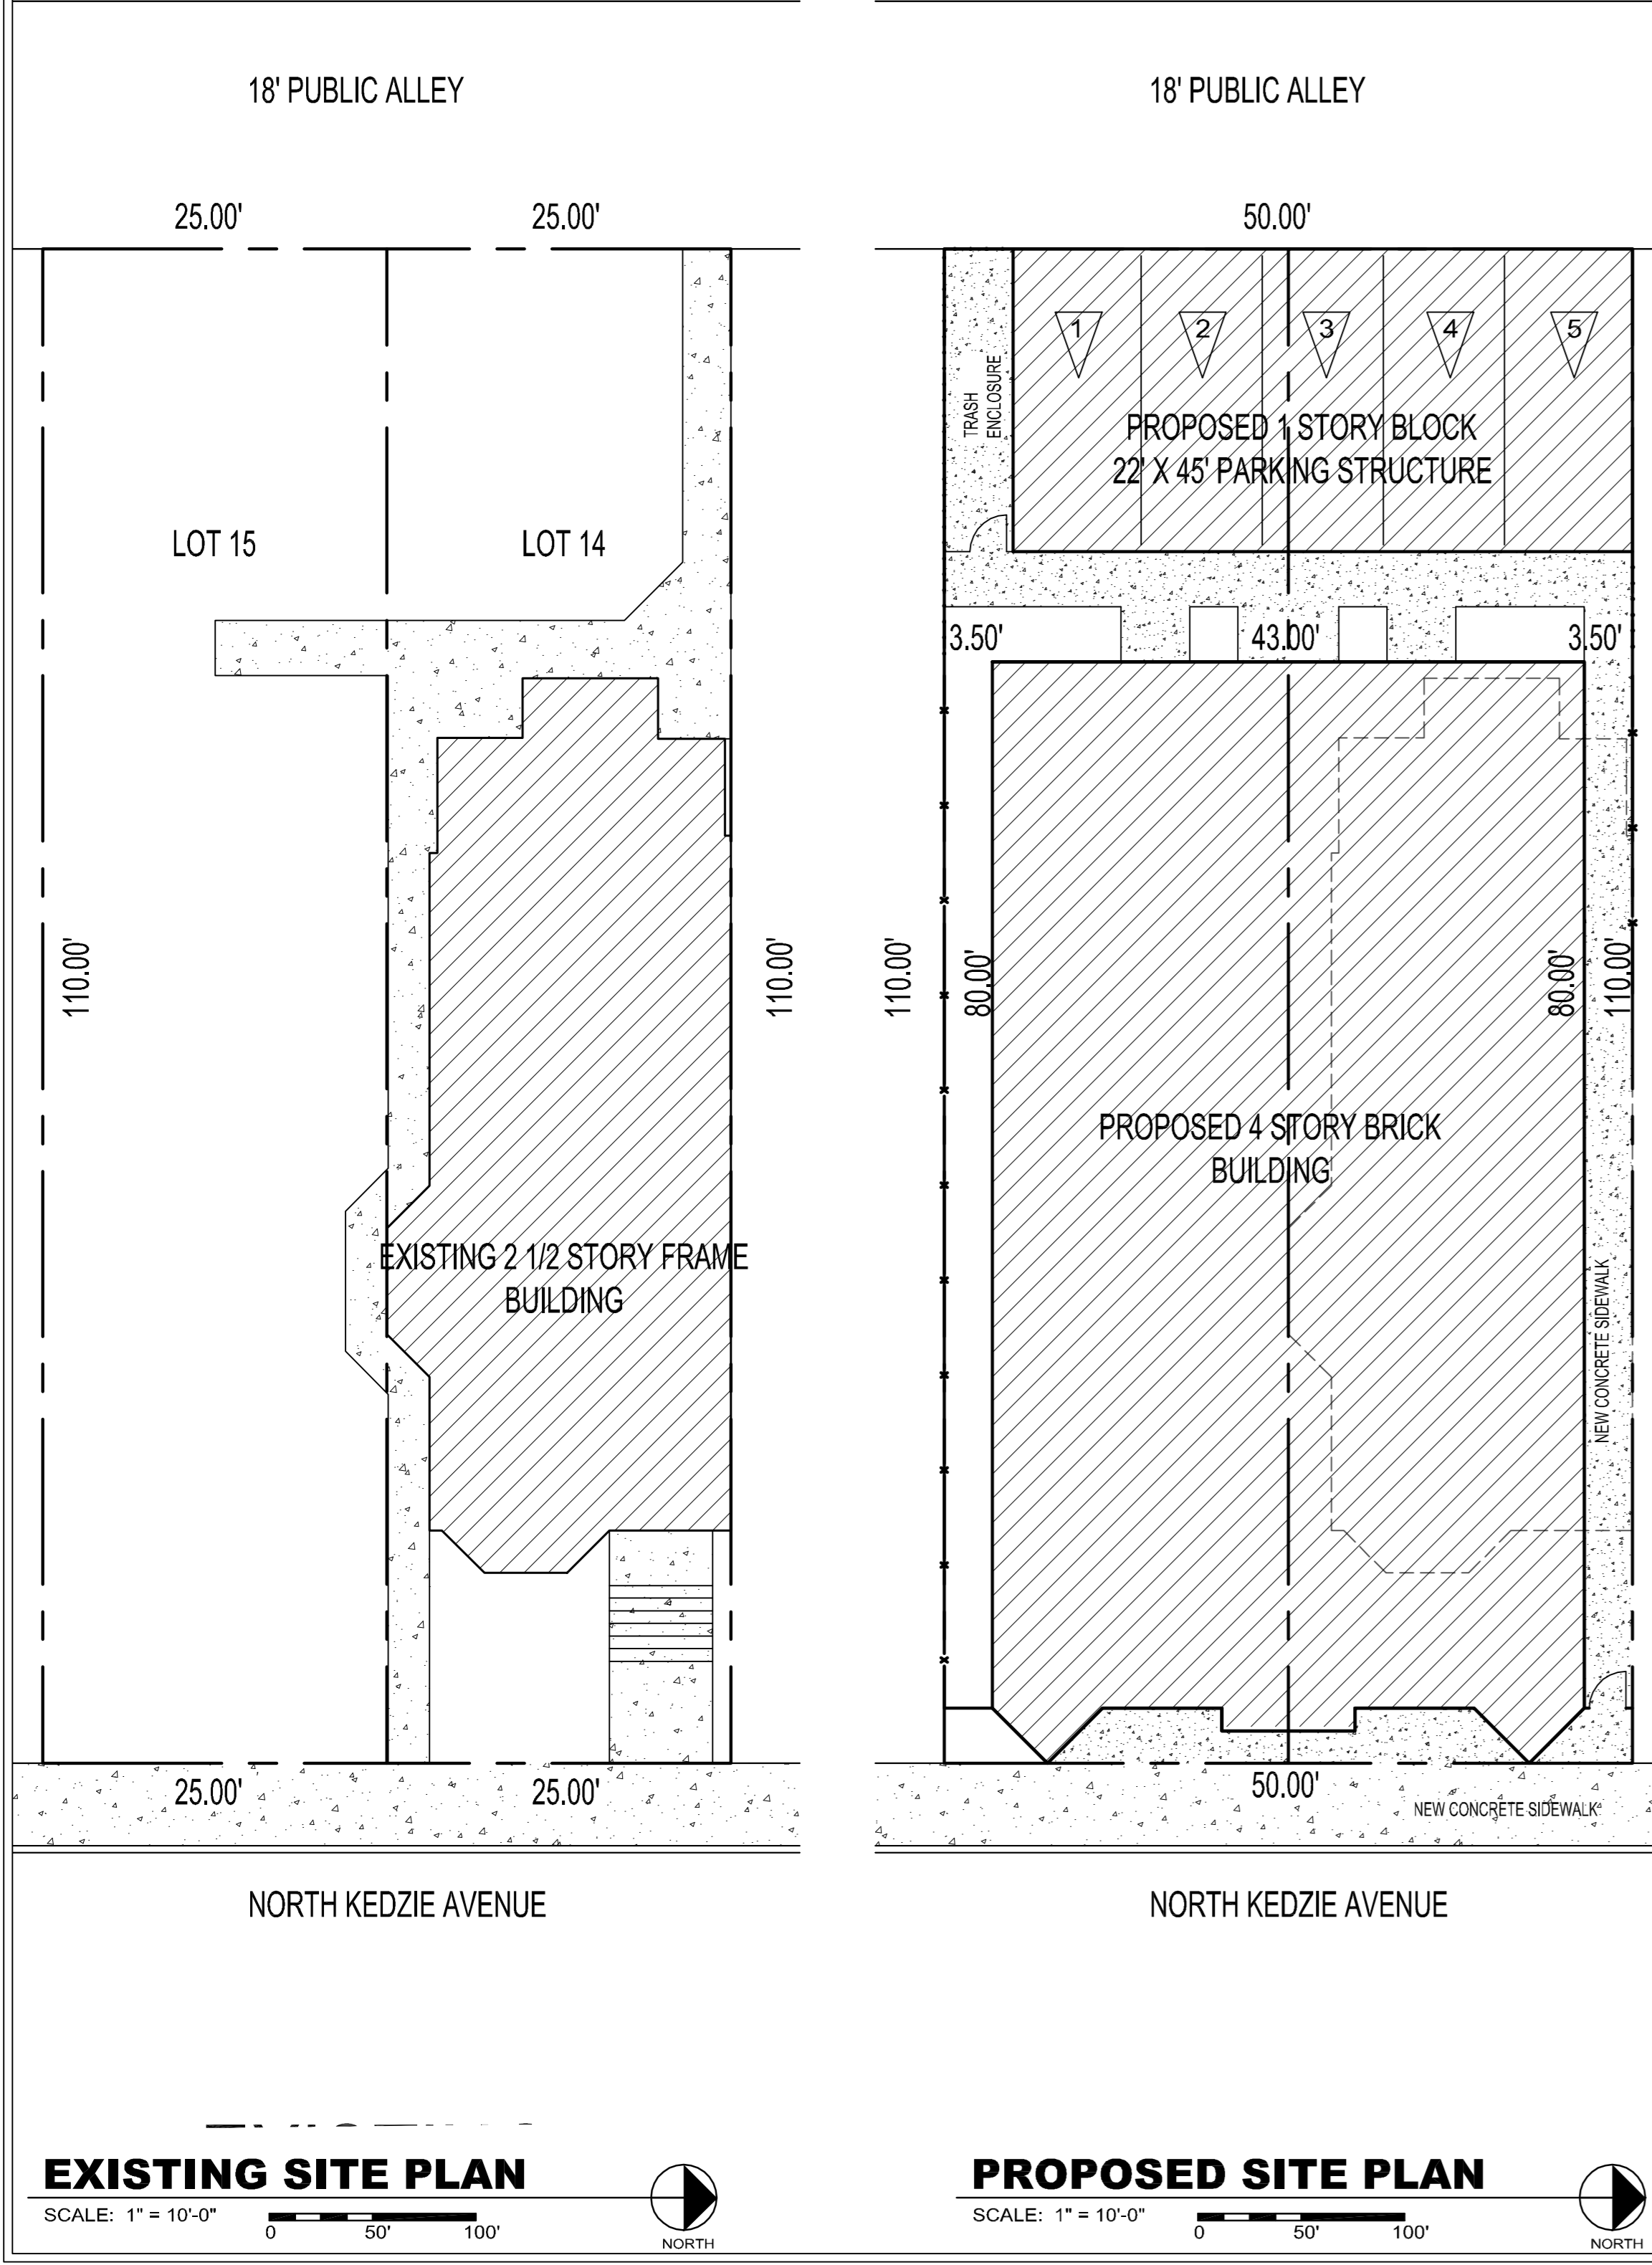 18' PUBLIC ALLEY
25.00'
25.00'
LOT 15
LOT 14
110.00'
110.00'
EXISTING 2 1/2 STORY FRAME
BUILDING
25.00'
25.00'
NORTH KEDZIE AVENUE
EXISTING SITE PLAN
SCALE: 1" = 10'-0"
0 50' 100'
NORTH
18' PUBLIC ALLEY
50.00'
1 2 3 4 5
TRASH
ENCLOSURE
PROPOSED 1 STORY BLOCK
22' X 45' PARKING STRUCTURE
3.50'
43.00'
3.50'
110.00'
80.00'
80.00'
110.00'
PROPOSED 4 STORY BRICK
BUILDING
NEW CONCRETE SIDEWALK
50.00'
NEW CONCRETE SIDEWALK
NORTH KEDZIE AVENUE
PROPOSED SITE PLAN
SCALE: 1" = 10'-0"
0 50' 100'
NORTH